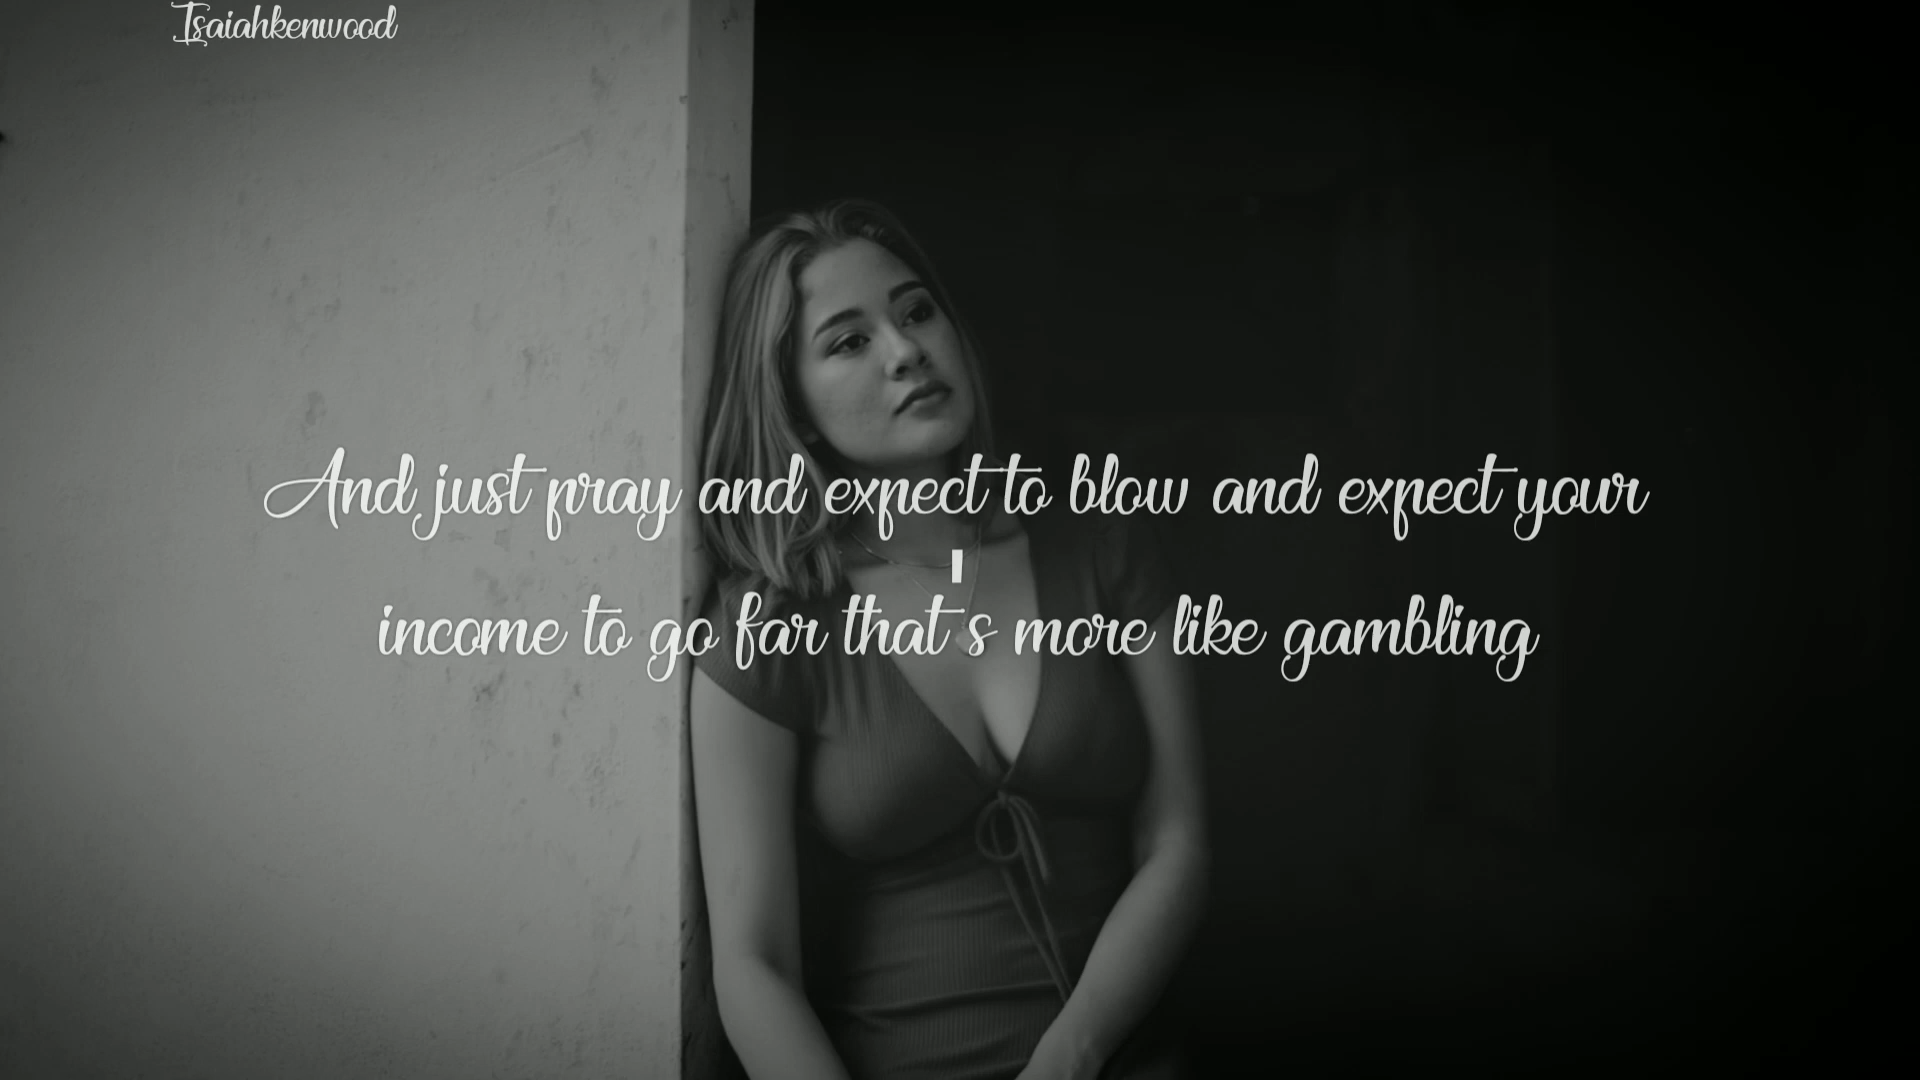 Isaiahkenwood
And just pray and expect to blow and expect your
income to go far that's more like gambling